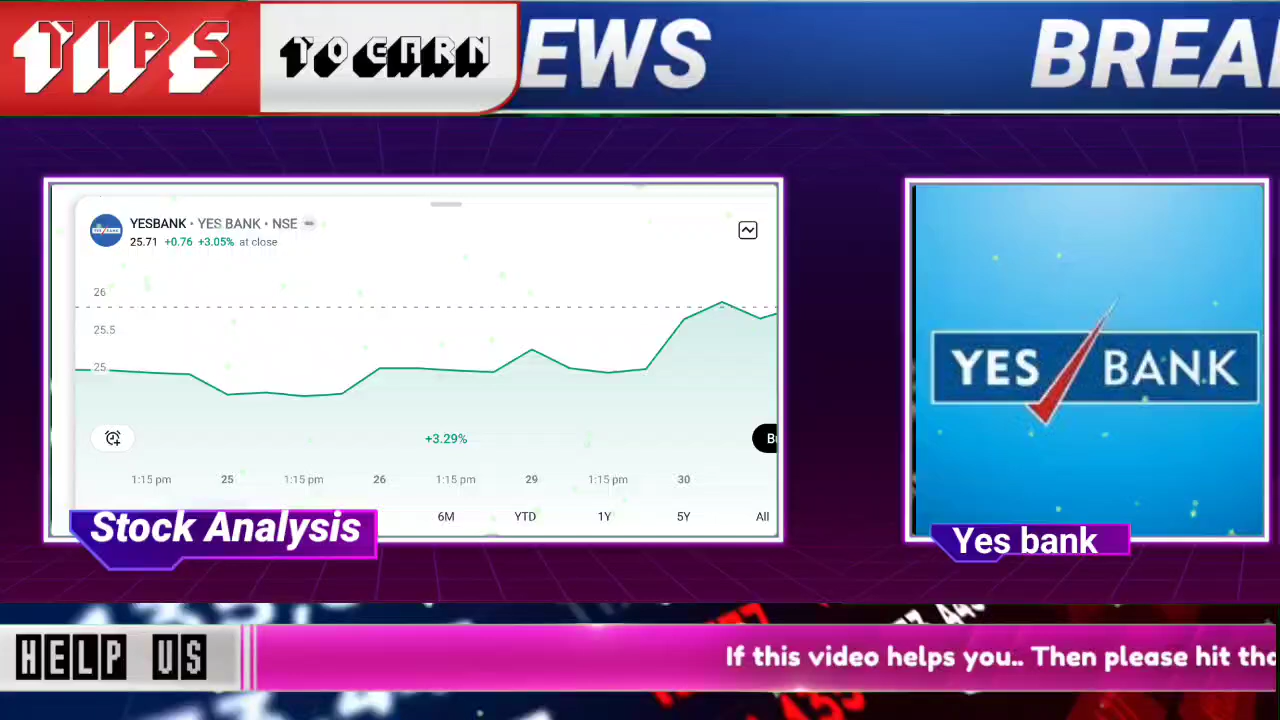 TIPS
TO EARN
EWS
BREA
YESBANK • YES BANK • NSE
25.71 +0.76 +3.05% at close
26
25.5
25
+3.29%
1:15 pm 25 1:15 pm 26 1:15 pm 29 1:15 pm 30
6M YTD 1Y 5Y All
Stock Analysis
YES BANK
Yes bank
HELP US
If this video helps you.. Then please hit